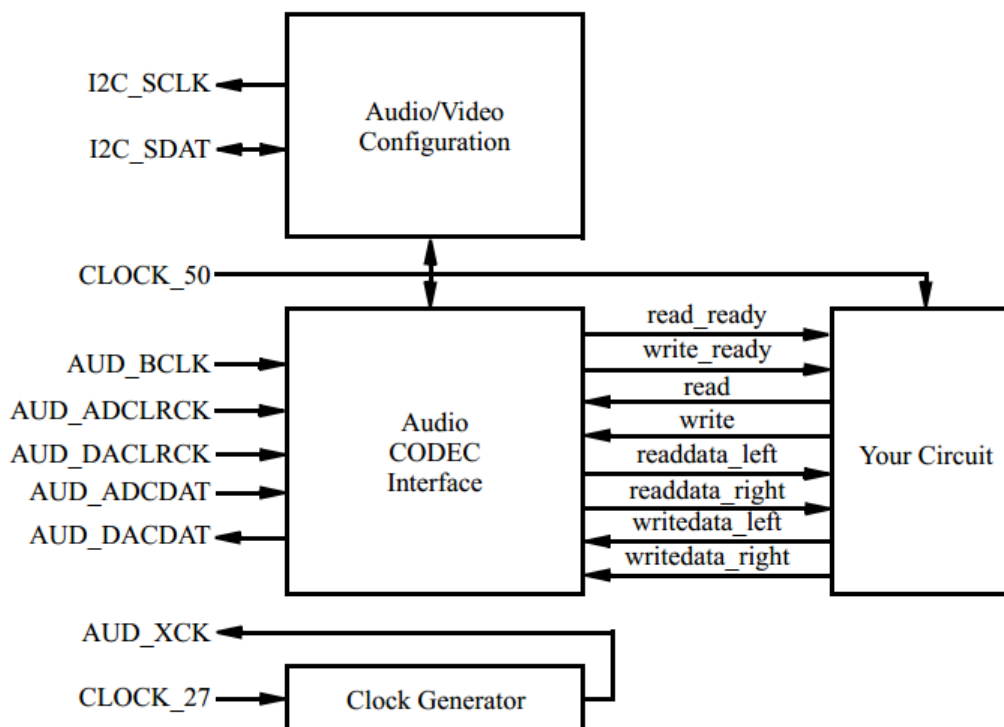 I2C_SCLK
I2C_SDAT
Audio/Video
Configuration
CLOCK_50
AUD_BCLK
AUD_ADCLRCK
AUD_DACLRCK
AUD_ADCDAT
AUD_DACDAT
Audio
CODEC
Interface
read_ready
write_ready
read
write
readdata_left
readdata_right
writedata_left
writedata_right
Your Circuit
AUD_XCK
CLOCK_27
Clock Generator